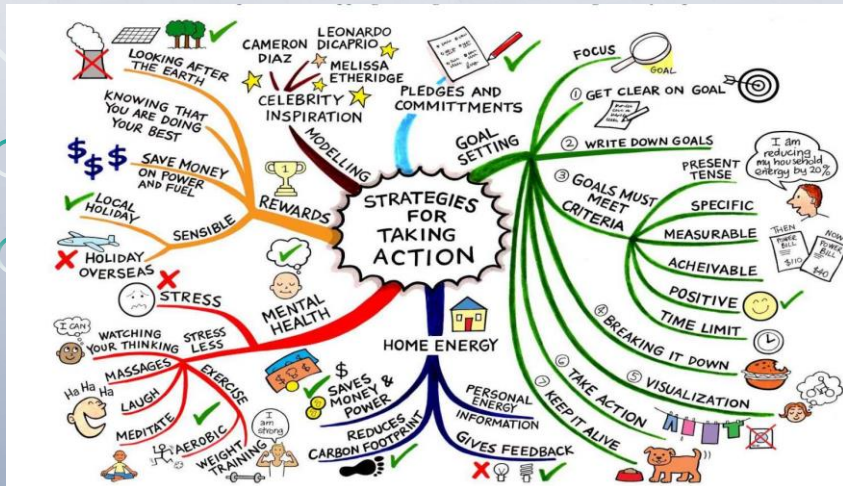 STRATEGIES
FOR
TAKING
ACTION
PLEDGES AND
COMMITTMENTS
GOAL
SETTING
FOCUS
GOAL
① GET CLEAR ON GOAL
② WRITE DOWN GOALS
③ GOALS MUST
MEET
CRITERIA
PRESENT
TENSE
I am
reducing
my household
energy by 20%
SPECIFIC
MEASURABLE
THEN
POWER
BILL
$110
NOW
POWER
BILL
$40
ACHEIVABLE
POSITIVE
TIME LIMIT
④ BREAKING IT DOWN
⑤ VISUALIZATION
⑥ TAKE ACTION
⑦ KEEP IT ALIVE
HOME ENERGY
PERSONAL
ENERGY
INFORMATION
GIVES FEEDBACK
$
SAVES
MONEY &
POWER
REDUCES
CARBON FOOTPRINT
MENTAL
HEALTH
STRESS
STRESS
LESS
I CAN
WATCHING
YOUR THINKING
MASSAGES
Ha Ha Ha
LAUGH
MEDITATE
EXERCISE
AEROBIC
WEIGHT
TRAINING
I
am
strong
REWARDS
1
LOOKING AFTER
THE EARTH
KNOWING THAT
YOU ARE DOING
YOUR BEST
$ $ $
SAVE MONEY
ON POWER
AND FUEL
SENSIBLE
LOCAL
HOLIDAY
HOLIDAY
OVERSEAS
MODELLING
CELEBRITY
INSPIRATION
CAMERON
DIAZ
LEONARDO
DICAPRIO
MELISSA
ETHERIDGE